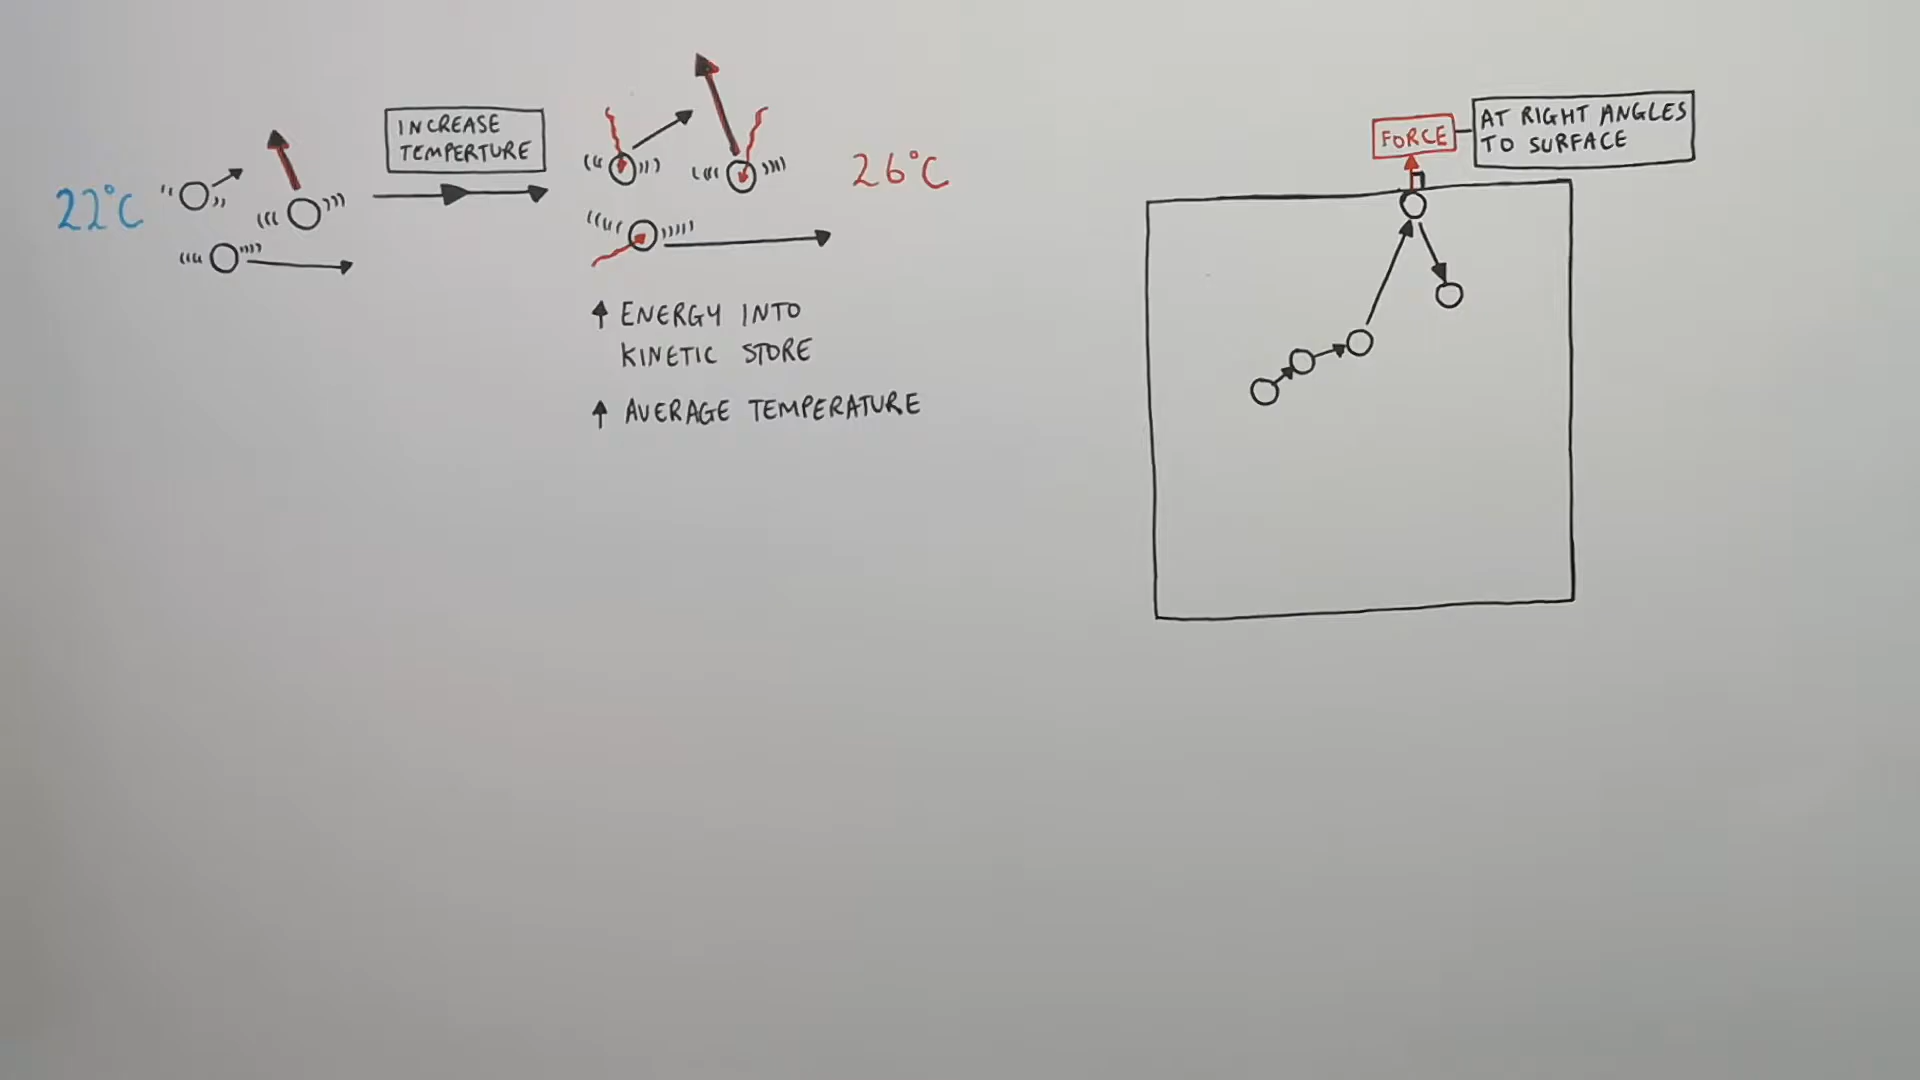 22°C
INCREASE
TEMPERTURE
26°C
↑ ENERGY INTO
KINETIC STORE
↑ AVERAGE TEMPERATURE
FORCE
AT RIGHT ANGLES
TO SURFACE